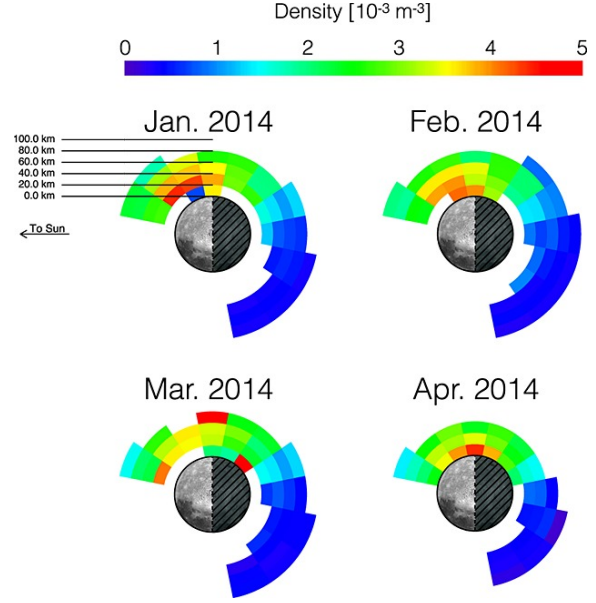 Density [10-3 m-3]
0 1 2 3 4 5
Jan. 2014
Feb. 2014
100.0 km
80.0 km
60.0 km
40.0 km
20.0 km
0.0 km
To Sun
Mar. 2014
Apr. 2014